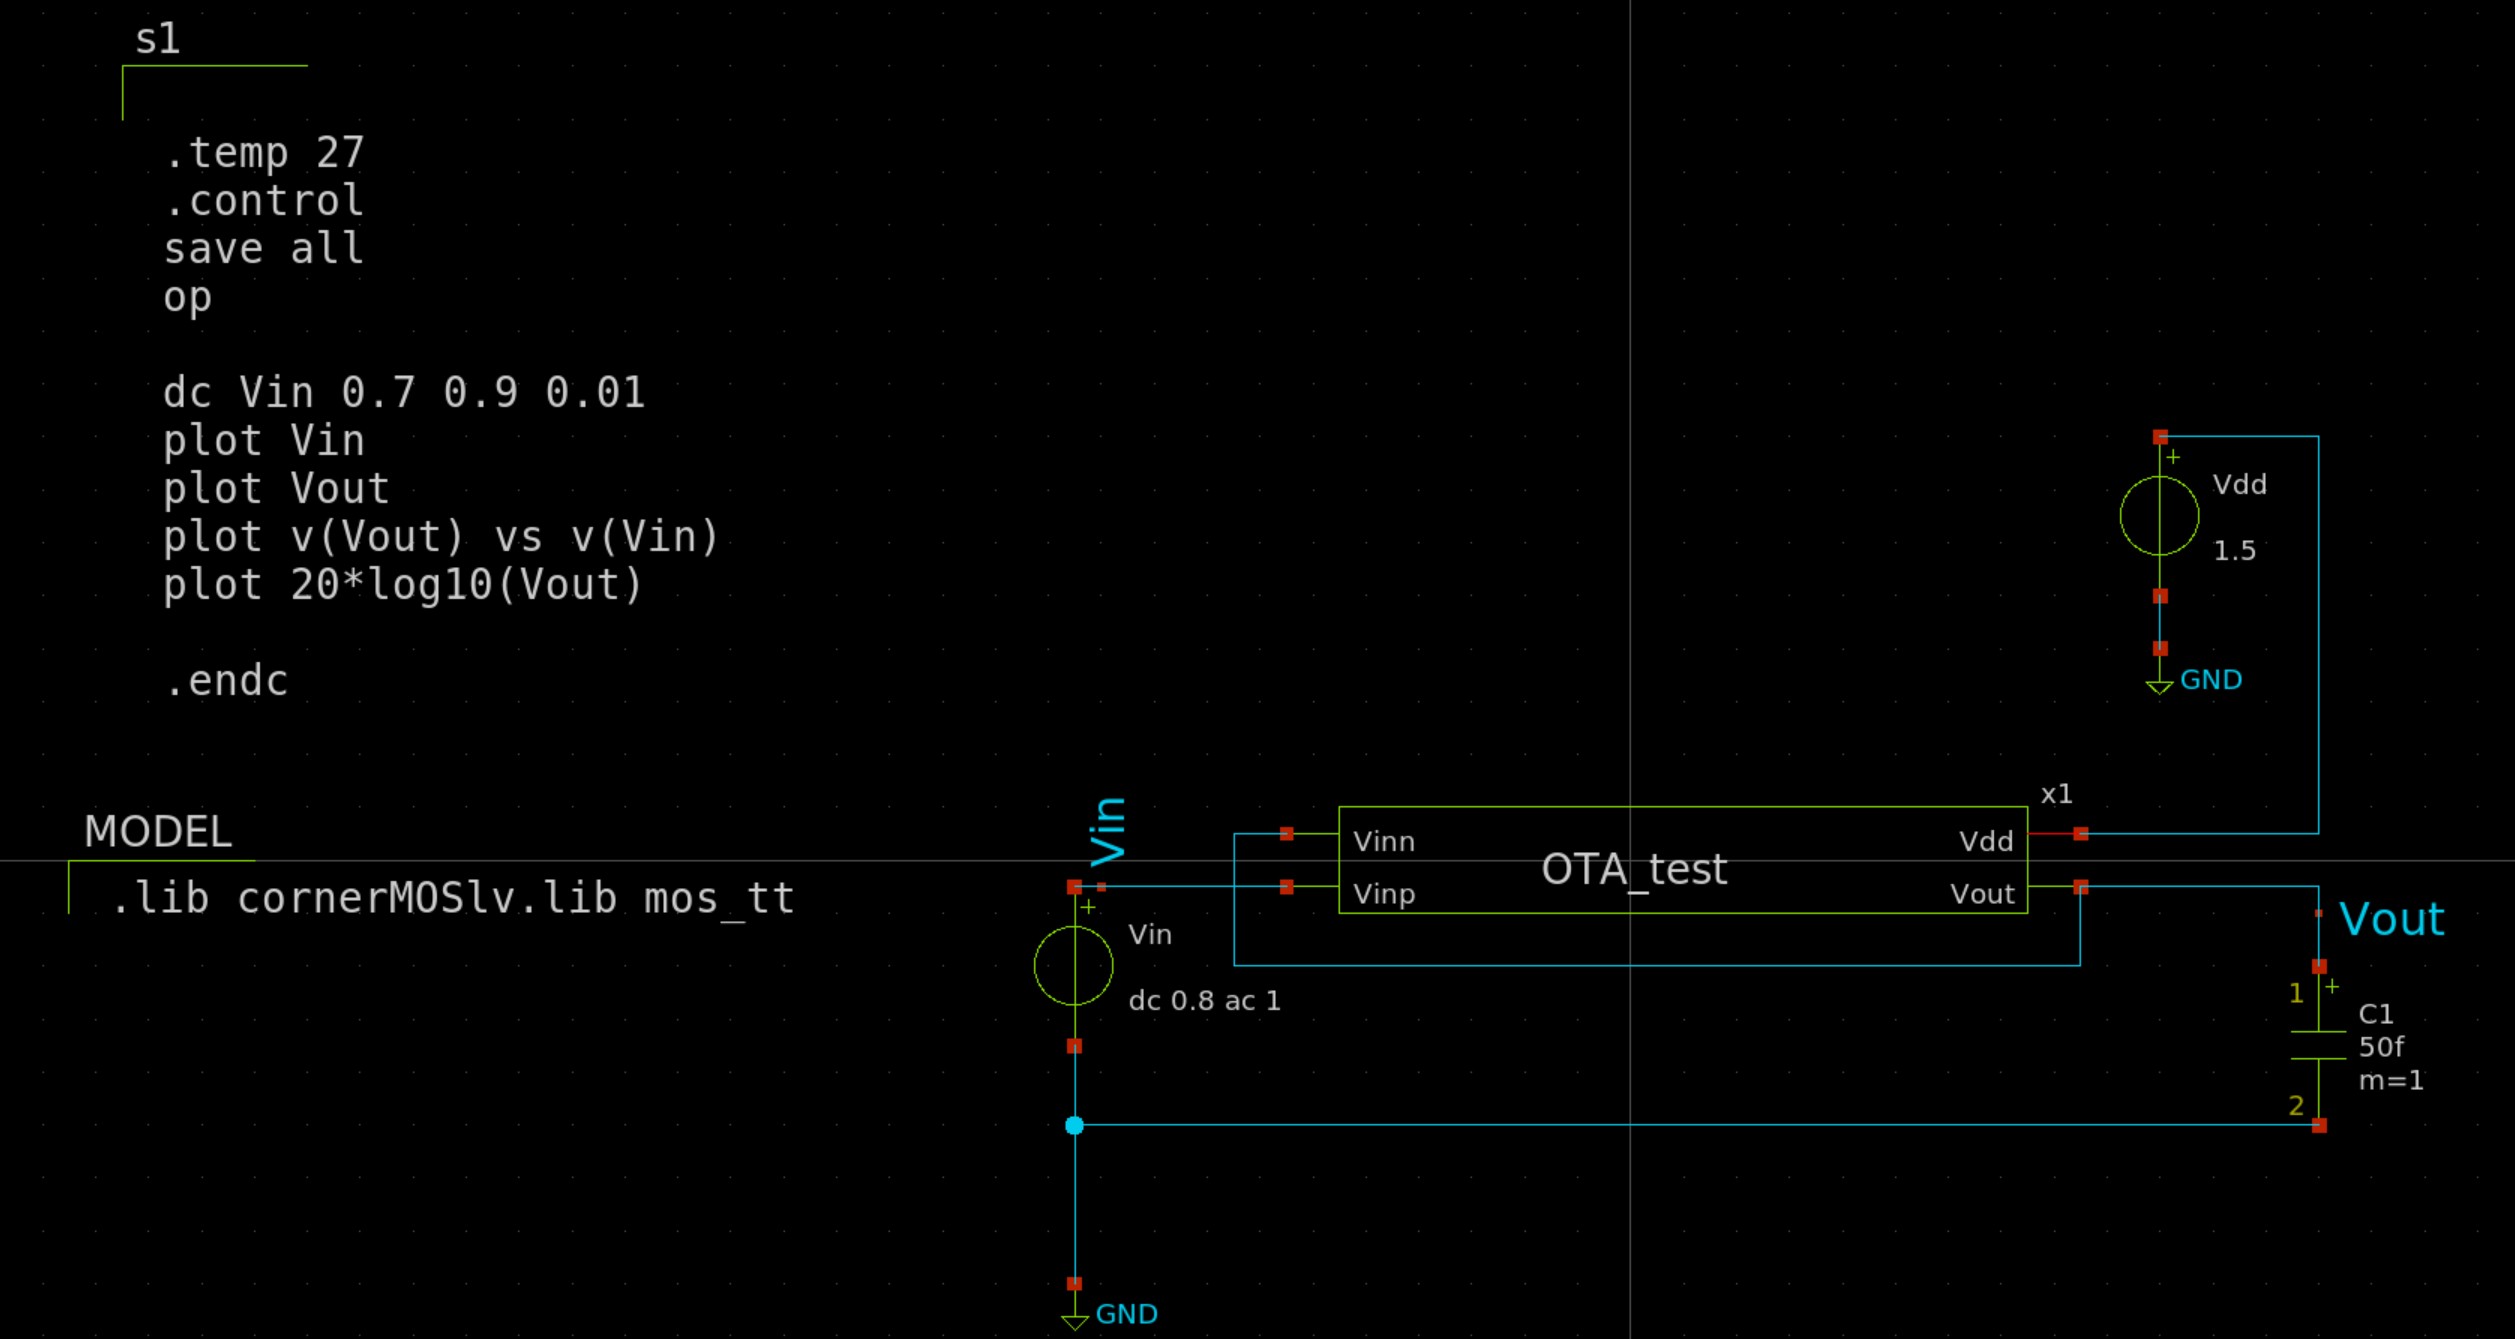 s1
.temp 27
.control
save all
op
dc Vin 0.7 0.9 0.01
plot Vin
plot Vout
plot v(Vout) vs v(Vin)
plot 20*log10(Vout)
.endc
MODEL
.lib cornerMOSlv.lib mos_tt
+
Vdd
1.5
GND
Vin
x1
Vinn
Vdd
OTA_test
Vinp
Vout
+
Vin
dc 0.8 ac 1
Vout
1
+
C1
50f
m=1
2
GND